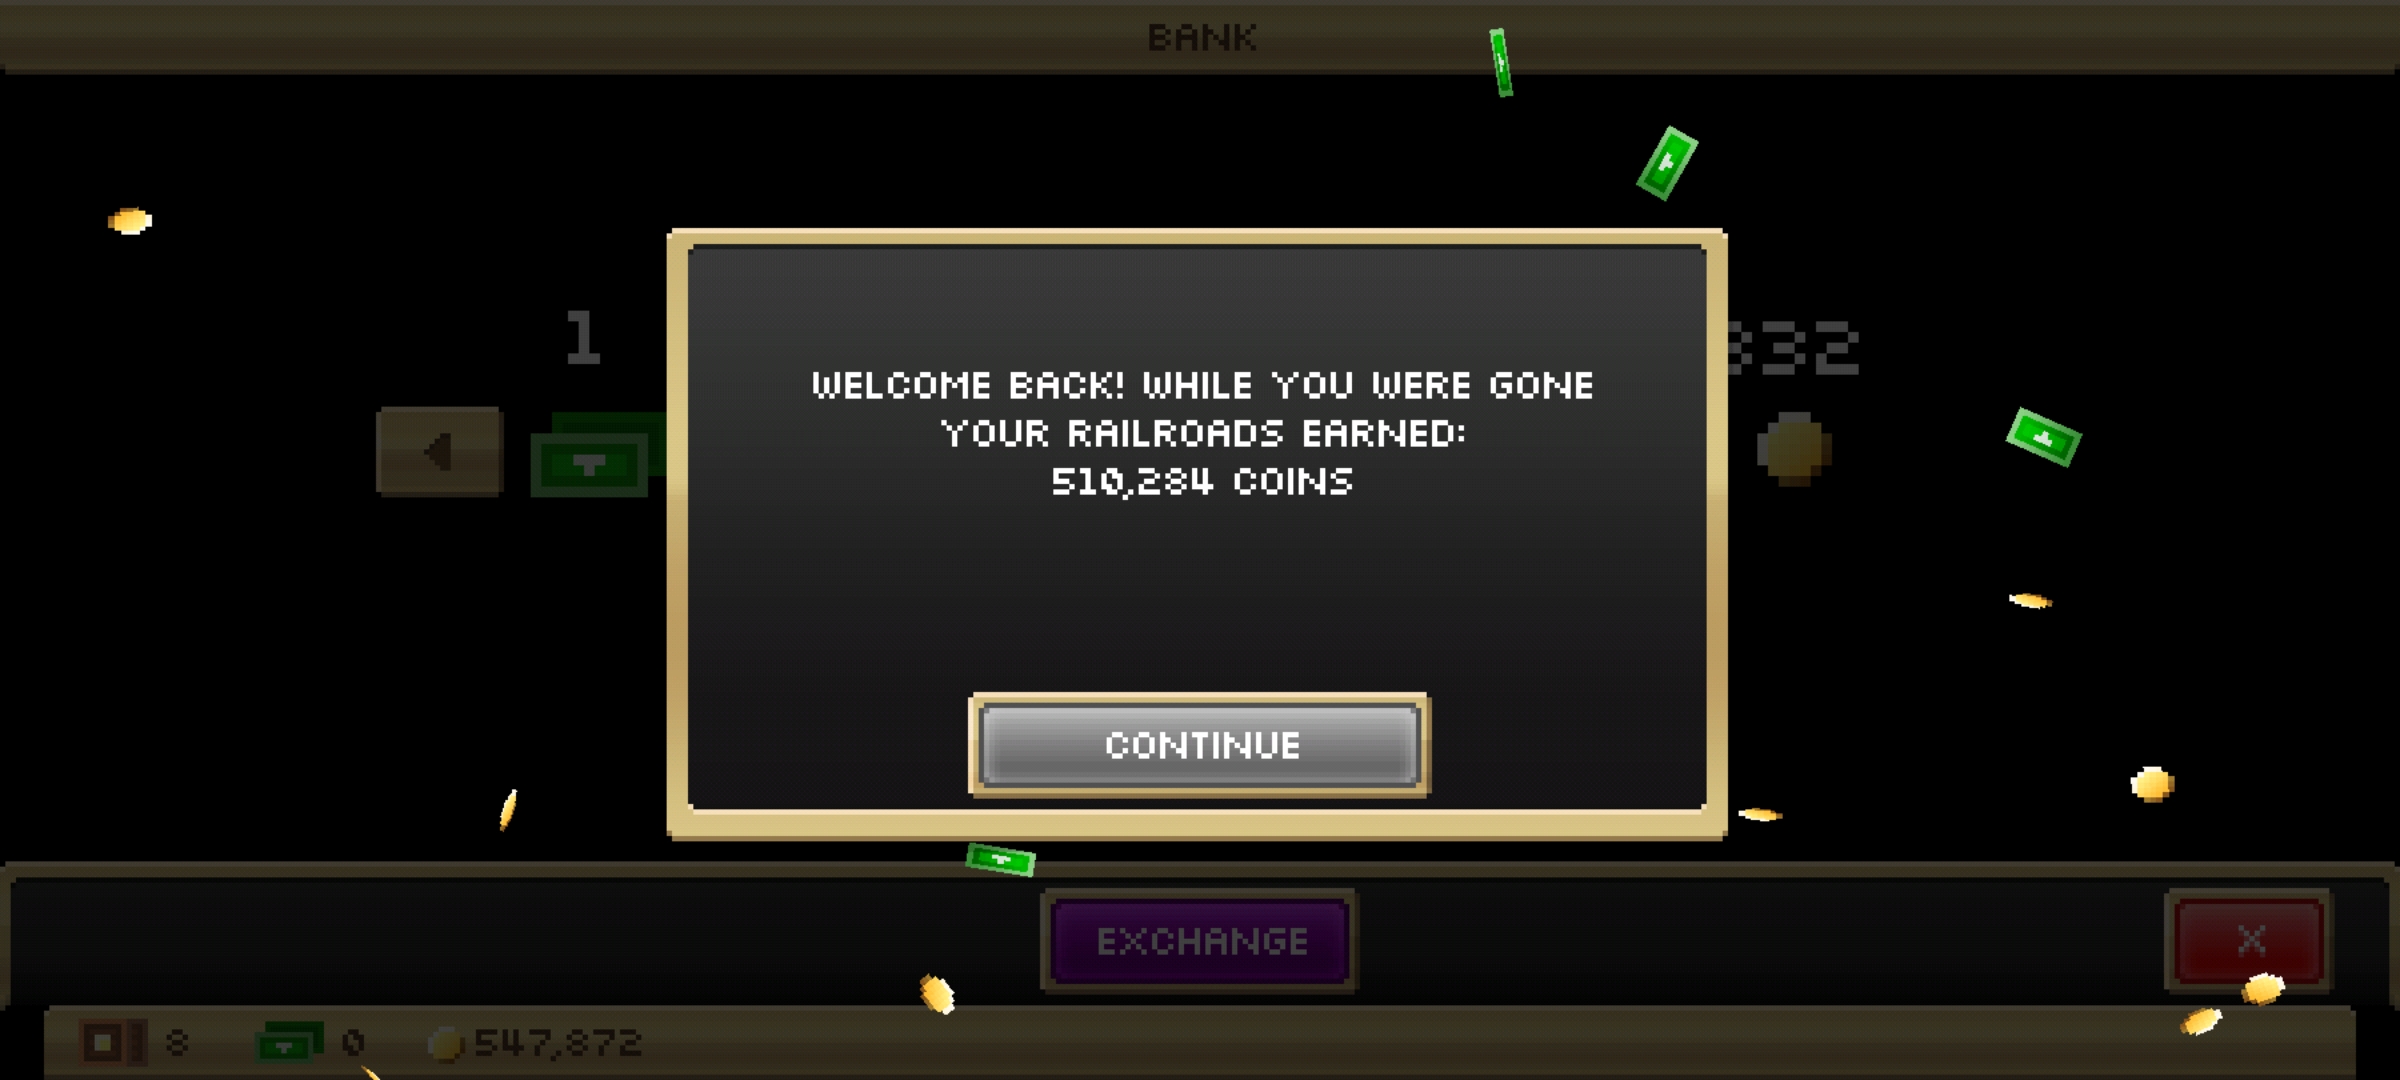 BANK
1
332
WELCOME BACK! WHILE YOU WERE GONE
YOUR RAILROADS EARNED:
510,284 COINS
CONTINUE
EXCHANGE
X
8
0
547,872